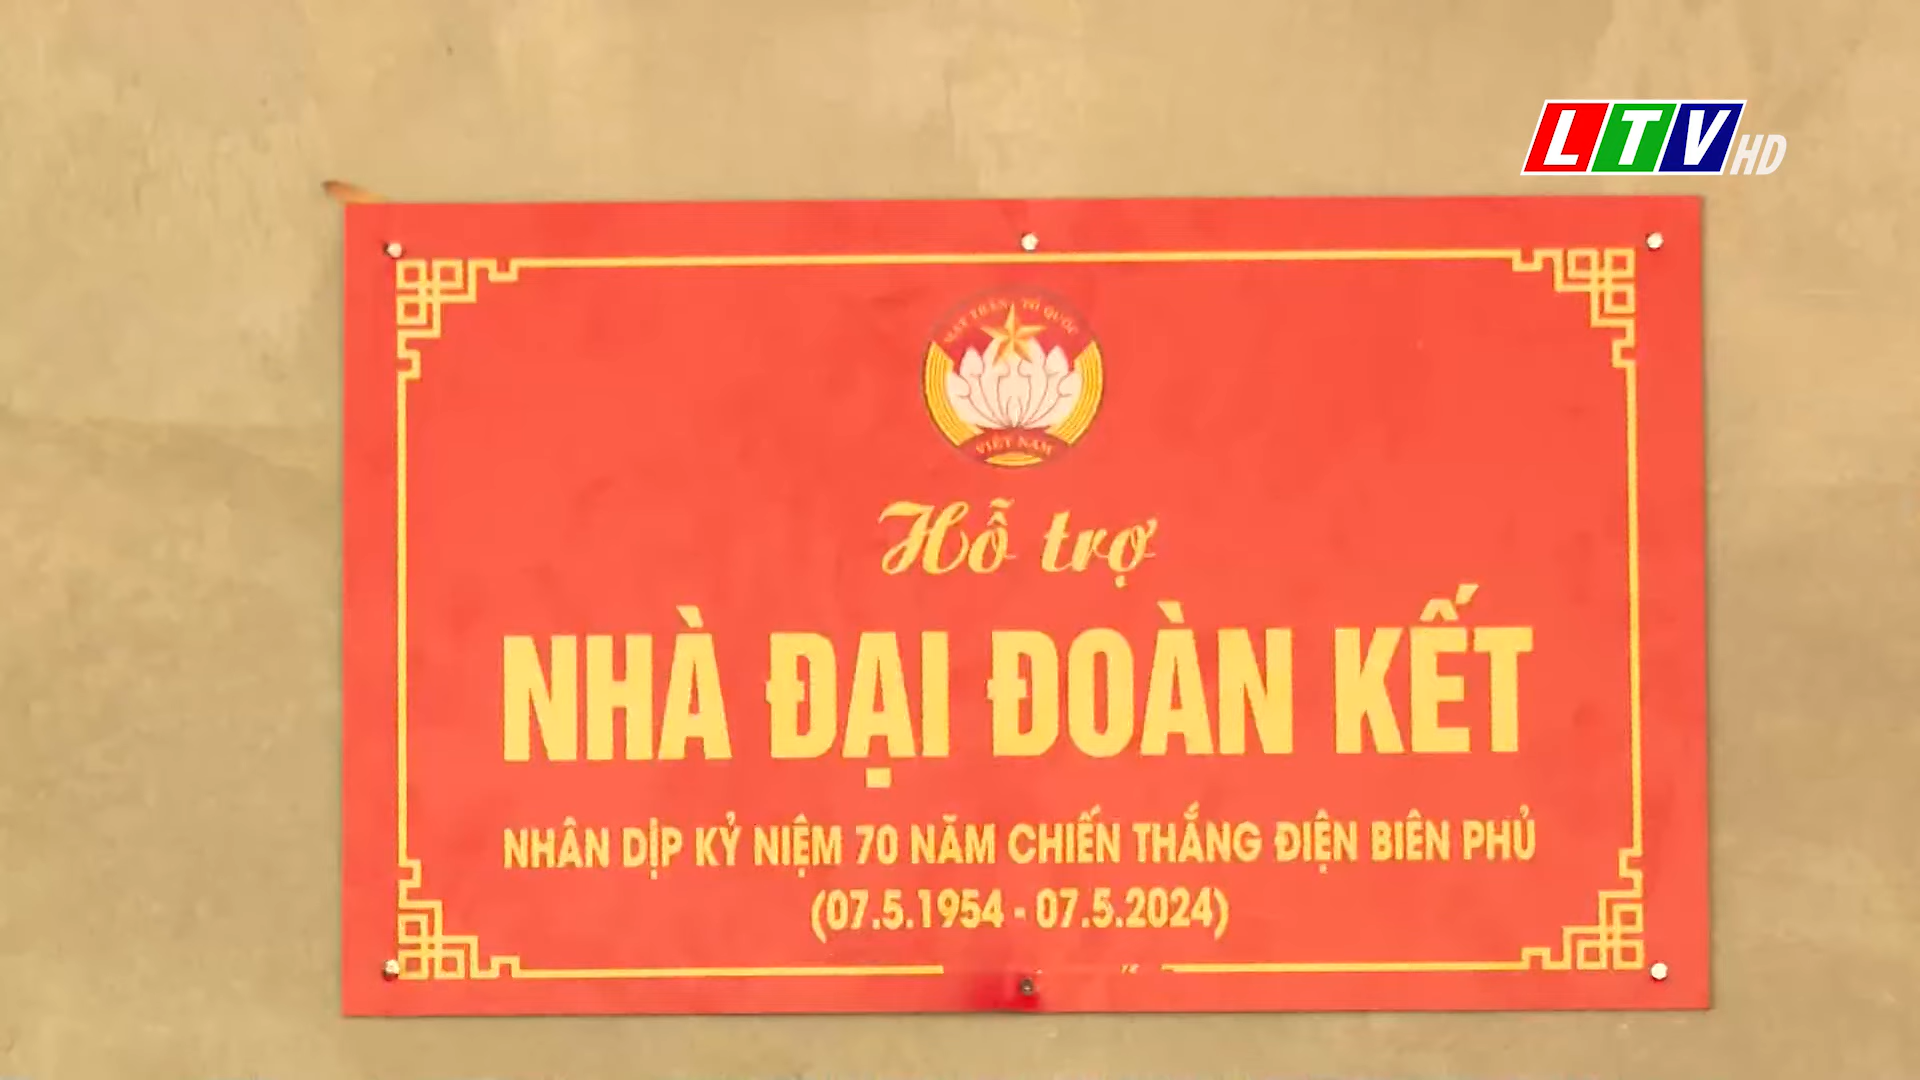 LTV HD
MẶT TRẬN TỔ QUỐC
VIỆT NAM
Hỗ trợ
NHÀ ĐẠI ĐOÀN KẾT
NHÂN DỊP KỶ NIỆM 70 NĂM CHIẾN THẮNG ĐIỆN BIÊN PHỦ
(07.5.1954 - 07.5.2024)